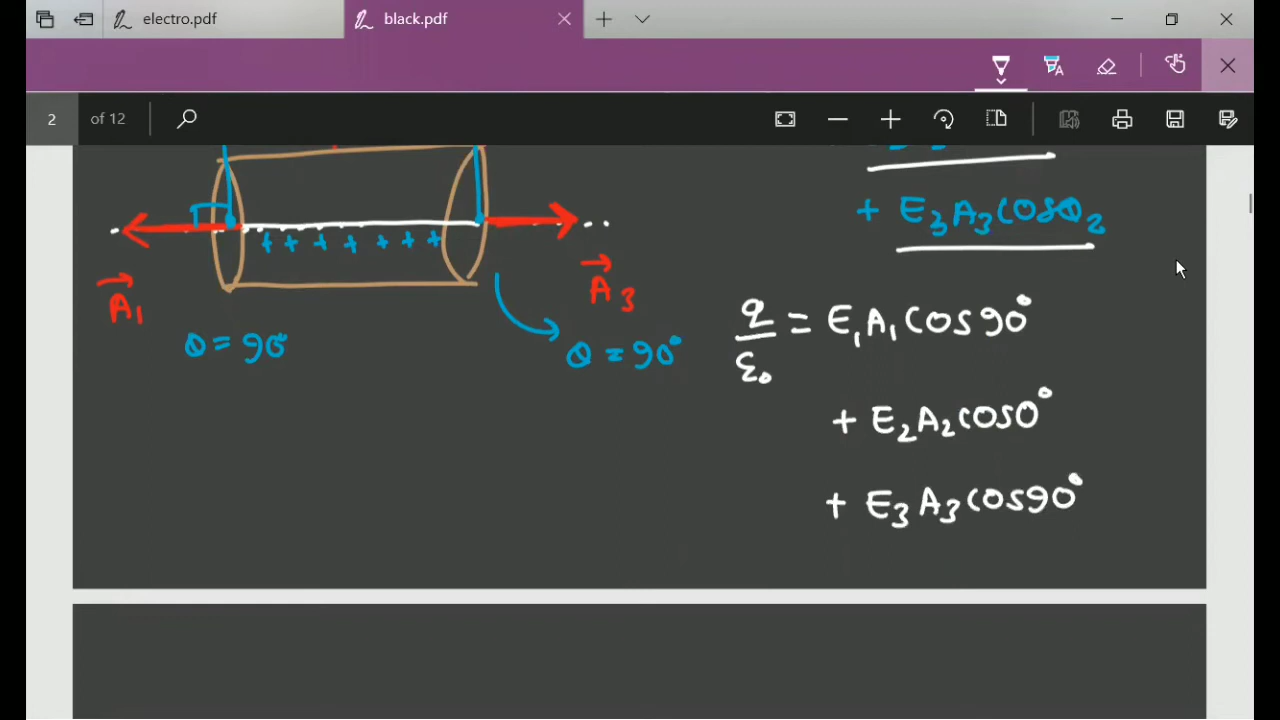 electro.pdf
black.pdf
2 of 12
A
+ E₃A₃cosθ₂
+ + + + + + +
A₁
A₃
θ = 90°
θ = 90°
q/ε₀ = E₁A₁cos90°
+ E₂A₂cos0°
+ E₃A₃cos90°